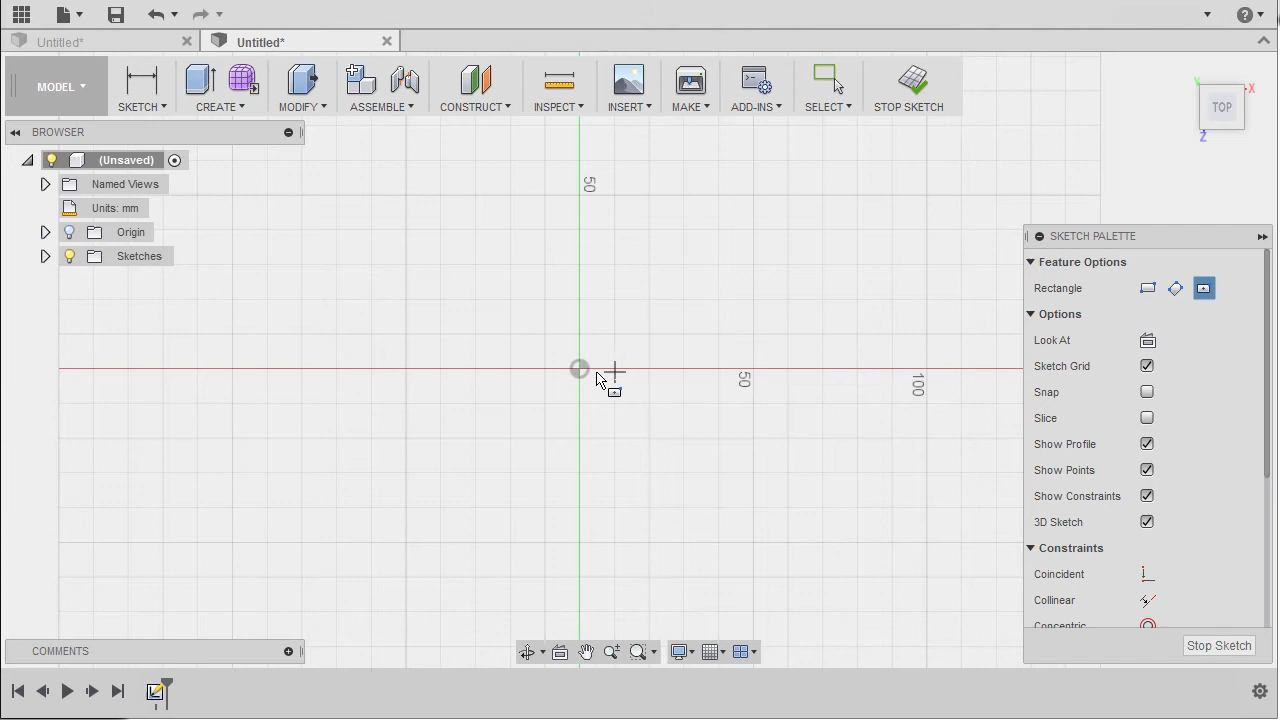 Untitled*
Untitled*
MODEL
SKETCH
CREATE
MODIFY
ASSEMBLE
CONSTRUCT
INSPECT
INSERT
MAKE
ADD-INS
SELECT
STOP SKETCH
Y
X
TOP
Z
BROWSER
(Unsaved)
Named Views
Units: mm
Origin
Sketches
50
50
100
SKETCH PALETTE
Feature Options
Rectangle
Options
Look At
Sketch Grid
Snap
Slice
Show Profile
Show Points
Show Constraints
3D Sketch
Constraints
Coincident
Collinear
Concentric
Stop Sketch
COMMENTS